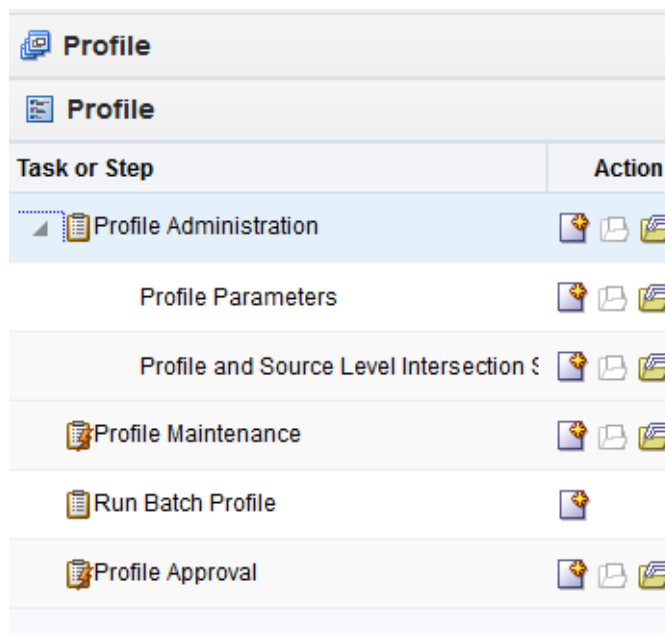 Profile
Profile
Task or Step Action
Profile Administration
Profile Parameters
Profile and Source Level Intersection S
Profile Maintenance
Run Batch Profile
Profile Approval